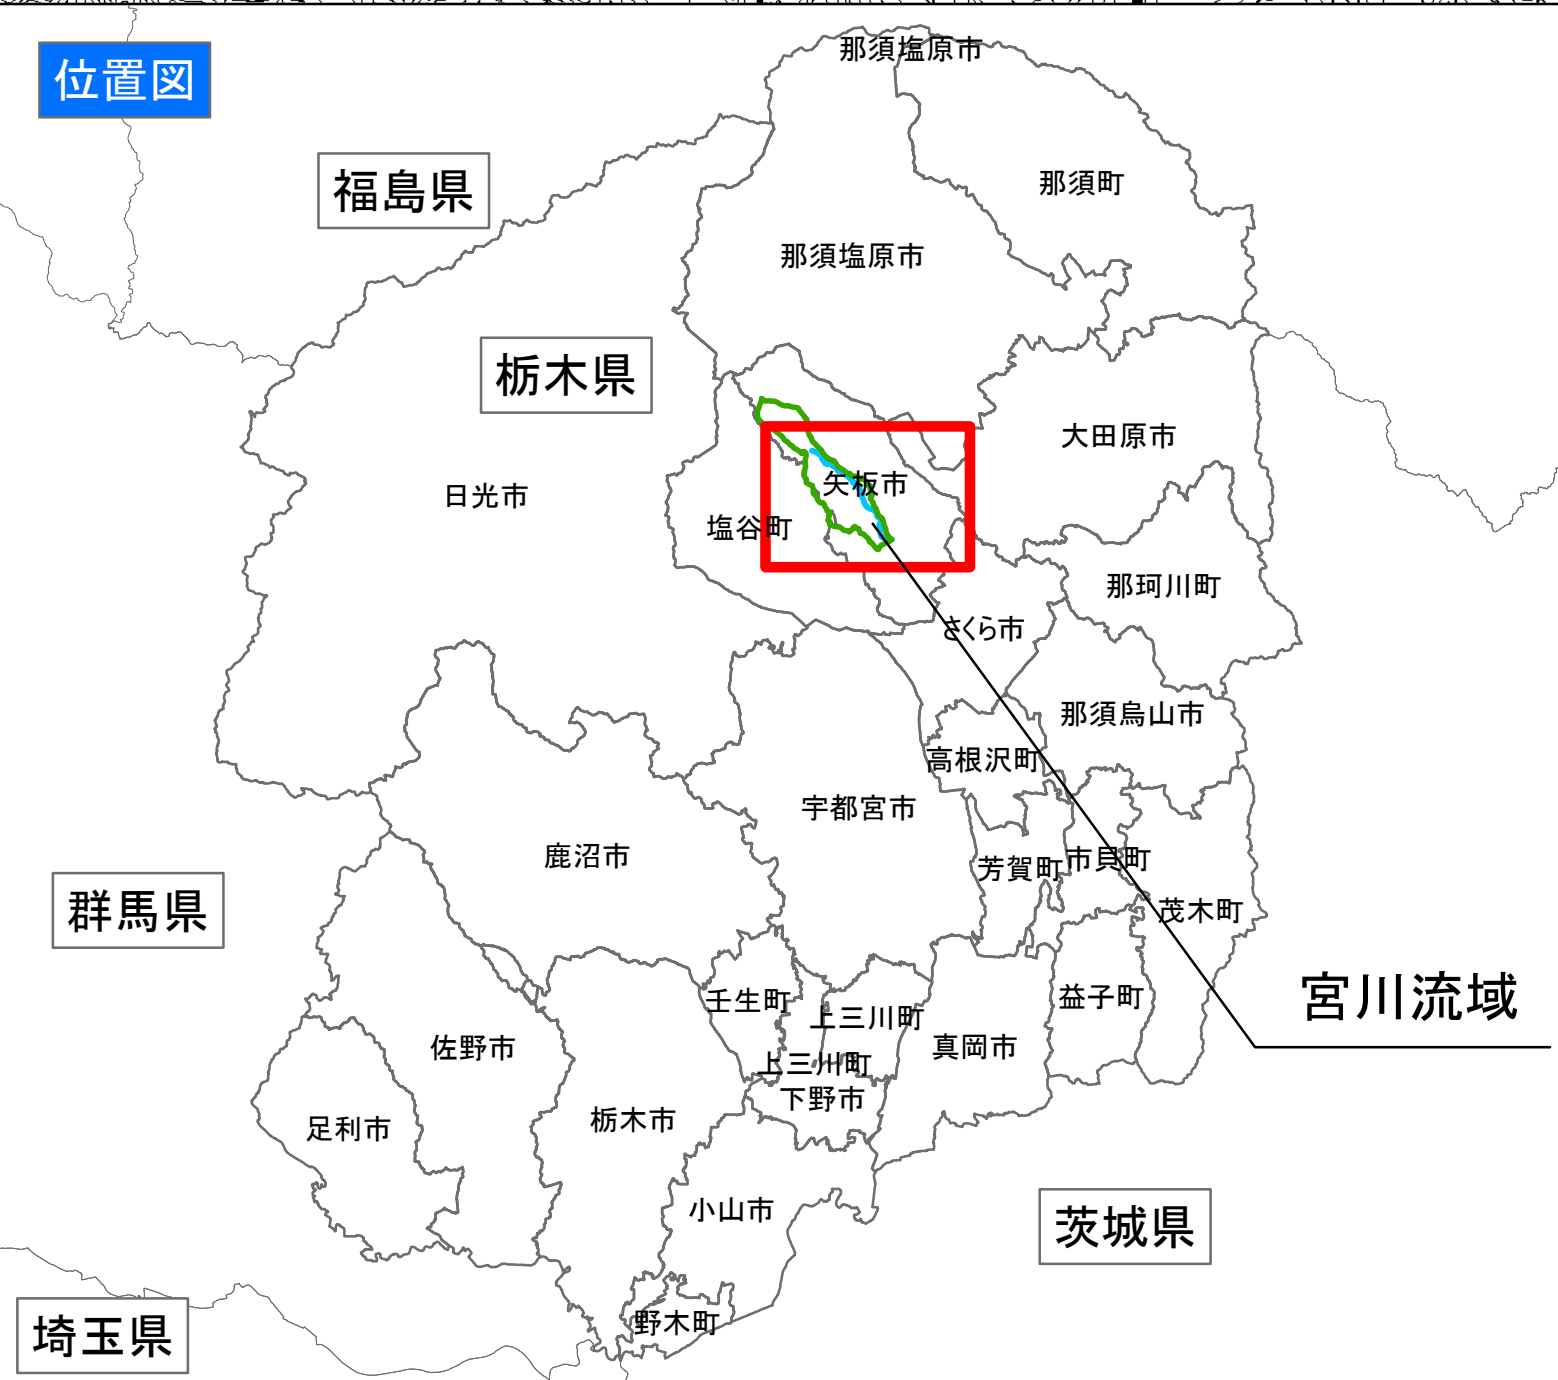 位置図
那須塩原市
福島県
那須町
那須塩原市
栃木県
大田原市
矢板市
日光市
塩谷町
那珂川町
さくら市
那須烏山市
高根沢町
宇都宮市
鹿沼市
芳賀町
市貝町
群馬県
茂木町
宮川流域
壬生町
上三川町
益子町
佐野市
真岡市
上三川町
下野市
足利市
栃木市
小山市
茨城県
野木町
埼玉県